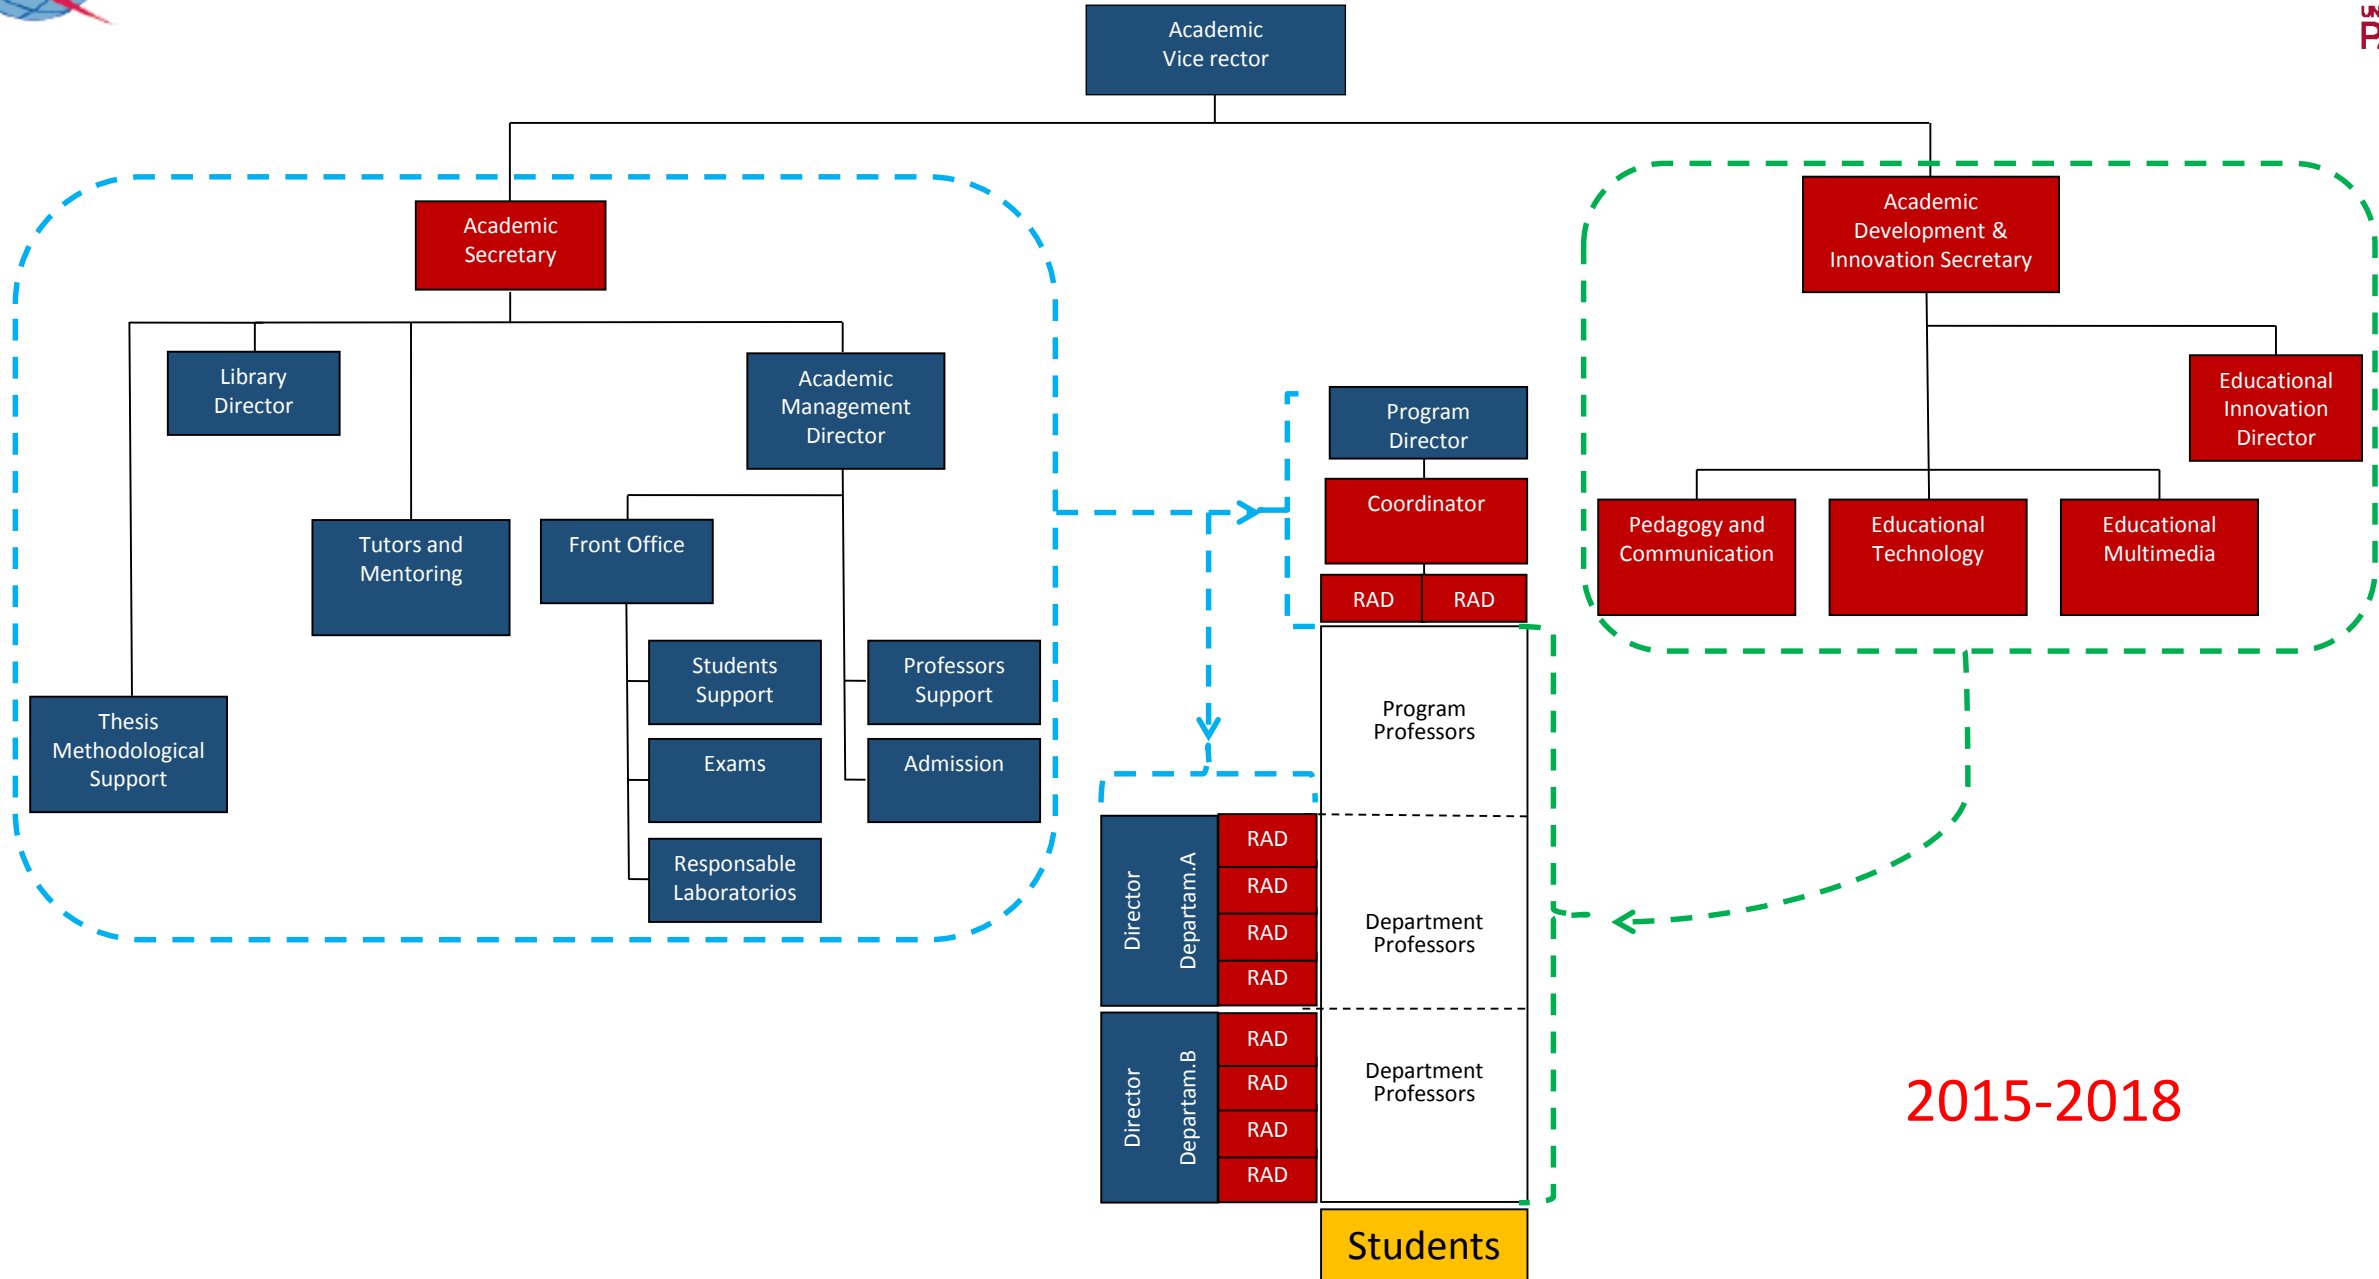 Academic
Vice rector
Academic
Secretary
Academic
Development &
Innovation Secretary
Library
Director
Academic
Management
Director
Educational
Innovation
Director
Program
Director
Coordinator
RAD
RAD
Tutors and
Mentoring
Front Office
Pedagogy and
Communication
Educational
Technology
Educational
Multimedia
Students
Support
Professors
Support
Thesis
Methodological
Support
Exams
Admission
Responsable
Laboratorios
Program
Professors
Director
Departam.A
RAD
RAD
RAD
RAD
Department
Professors
Director
Departam.B
RAD
RAD
RAD
RAD
Department
Professors
2015-2018
Students